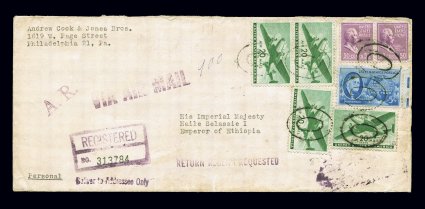 Andrew Cook & Jones Bros.
1619 W. Page Street
Philadelphia 21, Pa.
A.R.
VIA AIR MAIL
His Imperial Majesty
Haile Selassie I
Emperor of Ethiopia
REGISTERED
NO. 313764
RETURN RECEIPT REQUESTED
Deliver to Addressee Only
Personal